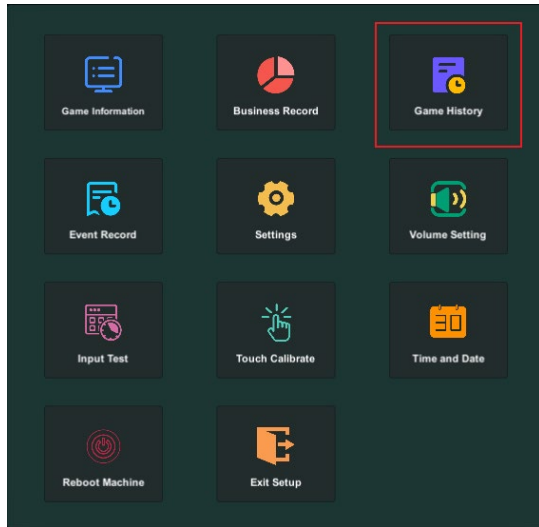 Game Information
Business Record
Game History
Event Record
Settings
Volume Setting
Input Test
Touch Calibrate
30
Time and Date
Reboot Machine
Exit Setup